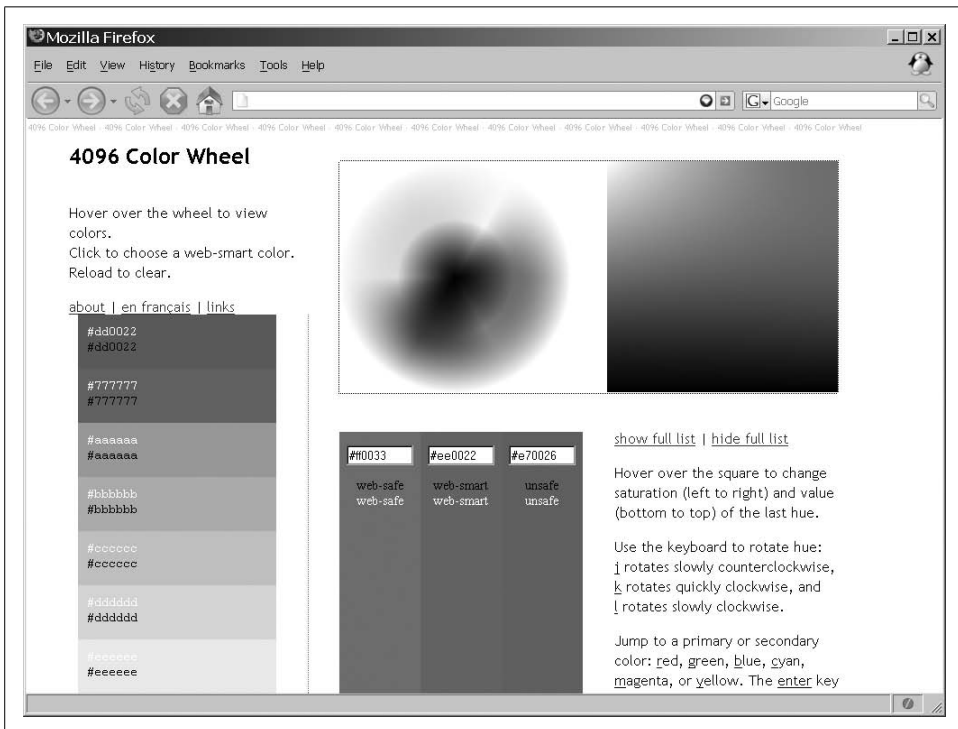 Mozilla Firefox
File Edit View History Bookmarks Tools Help
G Google
4096 Color Wheel - 4096 Color Wheel - 4096 Color Wheel - 4096 Color Wheel - 4096 Color Wheel - 4096 Color Wheel - 4096 Color Wheel - 4096 Color Wheel - 4096 Color Wheel - 4096 Color Wheel - 4096 Color Wheel
4096 Color Wheel
Hover over the wheel to view
colors.
Click to choose a web-smart color.
Reload to clear.
about | en français | links
#dd0022
#dd0022
#777777
#777777
#aaaaaa
#aaaaaa
#bbbbbb
#bbbbbb
#cccccc
#cccccc
#dddddd
#dddddd
#eeeeee
#eeeeee
#ff0033 #ee0022 #e70026
web-safe web-smart unsafe
web-safe web-smart unsafe
show full list | hide full list
Hover over the square to change
saturation (left to right) and value
(bottom to top) of the last hue.
Use the keyboard to rotate hue:
j rotates slowly counterclockwise,
k rotates quickly clockwise, and
l rotates slowly clockwise.
Jump to a primary or secondary
color: red, green, blue, cyan,
magenta, or yellow. The enter key